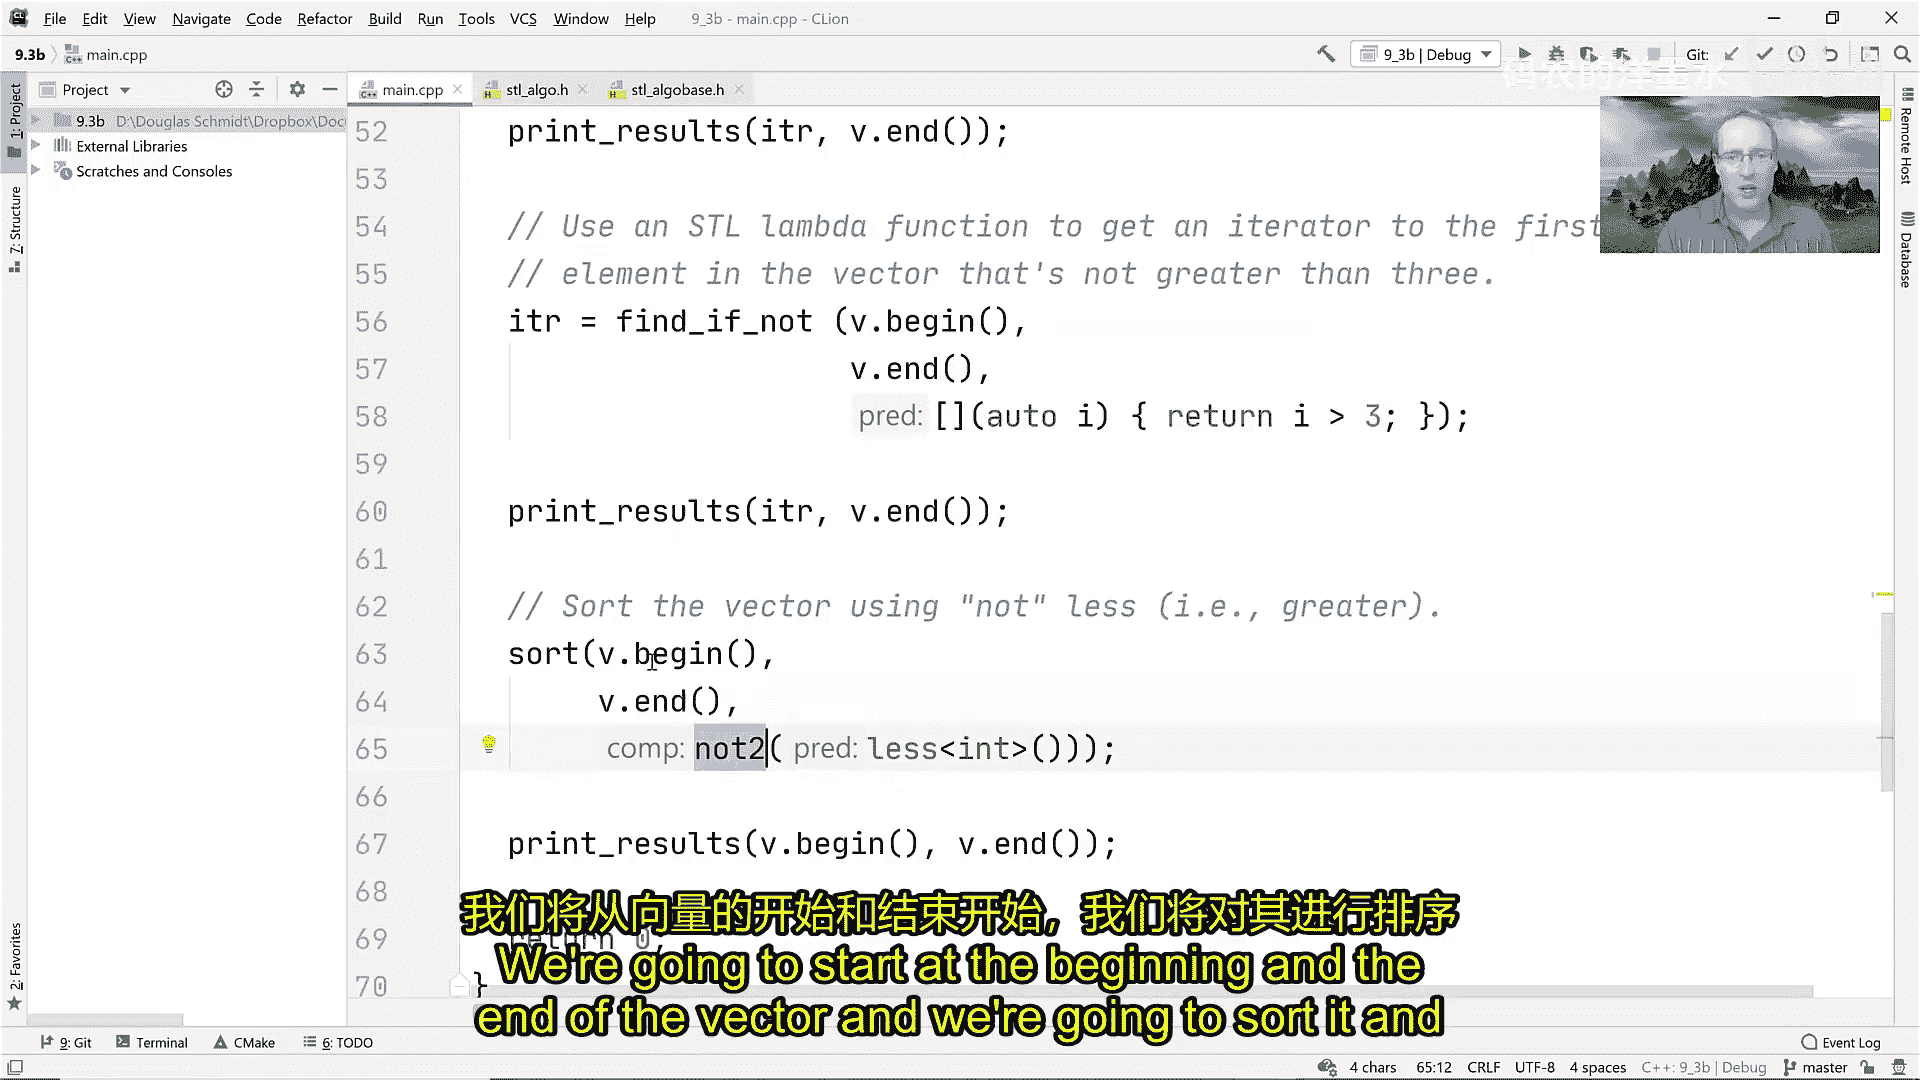 File Edit View Navigate Code Refactor Build Run Tools VCS Window Help 9_3b - main.cpp - CLion
9.3b main.cpp 9_3b | Debug Git:
码农的洋墨水
Project main.cpp stl_algo.h stl_algobase.h
9.3b D:\Douglas Schmidt\Dropbox\Doc
External Libraries
Scratches and Consoles
1: Project
7: Structure
2: Favorites
Remote Host
Database
52 print_results(itr, v.end());
53
54 // Use an STL lambda function to get an iterator to the first
55 // element in the vector that's not greater than three.
56 itr = find_if_not (v.begin(),
57 v.end(),
58 pred: [](auto i) { return i > 3; });
59
60 print_results(itr, v.end());
61
62 // Sort the vector using "not" less (i.e., greater).
63 sort(v.begin(),
64 v.end(),
65 comp: not2( pred: less<int>()));
66
67 print_results(v.begin(), v.end());
68
69 return 0;
70 }
我们将从向量的开始和结束开始，我们将对其进行排序
We're going to start at the beginning and the
end of the vector and we're going to sort it and
9: Git Terminal CMake 6: TODO Event Log
4 chars 65:12 CRLF UTF-8 4 spaces C++: 9_3b | Debug master